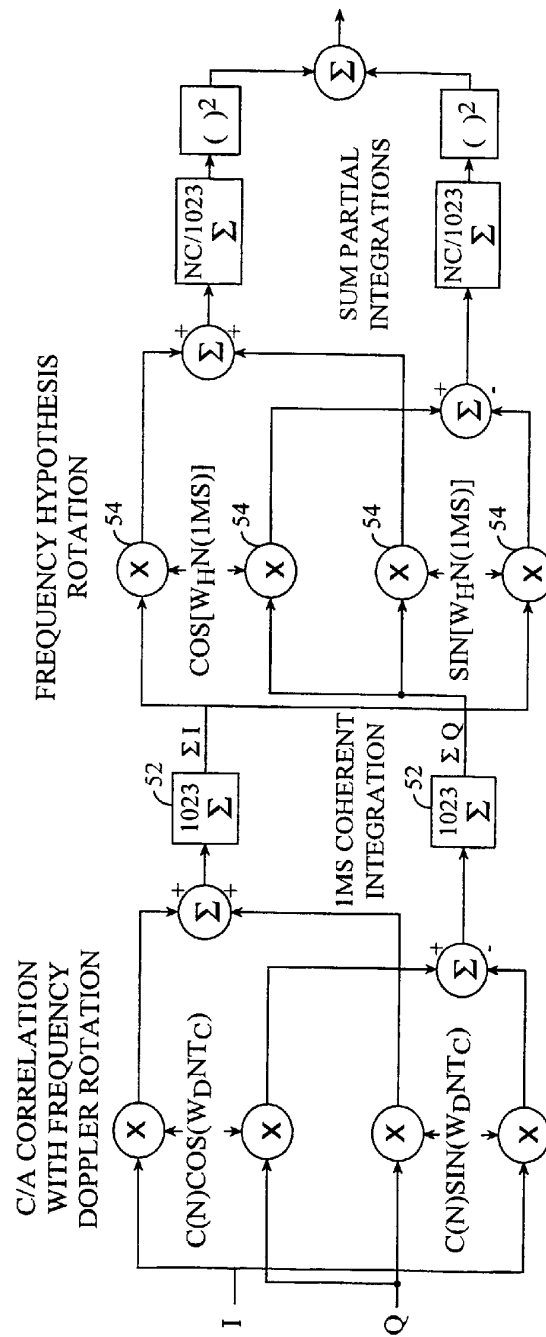 C/A CORRELATION
WITH FREQUENCY
DOPPLER ROTATION
I
Q
X
C(N)COS(WDNTC)
X
X
C(N)SIN(WDNTC)
X
+
Σ
+
+
Σ
-
52
1023
Σ
Σ I
1MS COHERENT
INTEGRATION
52
1023
Σ
Σ Q
FREQUENCY HYPOTHESIS
ROTATION
54
X
COS[WHN(1MS)]
54
X
54
X
SIN[WHN(1MS)]
54
X
+
Σ
+
+
Σ
-
NC/1023
Σ
( )2
SUM PARTIAL
INTEGRATIONS
NC/1023
Σ
( )2
Σ